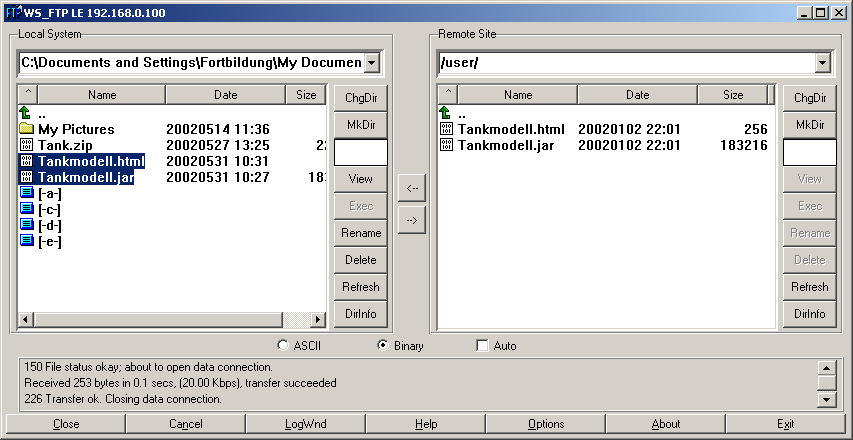 WS_FTP LE 192.168.0.100
Local System
C:\Documents and Settings\Fortbildung\My Documen
^ Name Date Size
..
My Pictures 20020514 11:36
Tank.zip 20020527 13:25 2
Tankmodell.html 20020531 10:31
Tankmodell.jar 20020531 10:27 18
[-a-]
[-c-]
[-d-]
[-e-]
ChgDir
MkDir
View
Exec
Rename
Delete
Refresh
DirInfo
<--
-->
Remote Site
/user/
^ Name Date Size
..
Tankmodell.html 20020102 22:01 256
Tankmodell.jar 20020102 22:01 183216
ChgDir
MkDir
View
Exec
Rename
Delete
Refresh
DirInfo
ASCII Binary Auto
150 File status okay; about to open data connection.
Received 253 bytes in 0.1 secs, (20.00 Kbps), transfer succeeded
226 Transfer ok. Closing data connection.
Close Cancel LogWnd Help Options About Exit